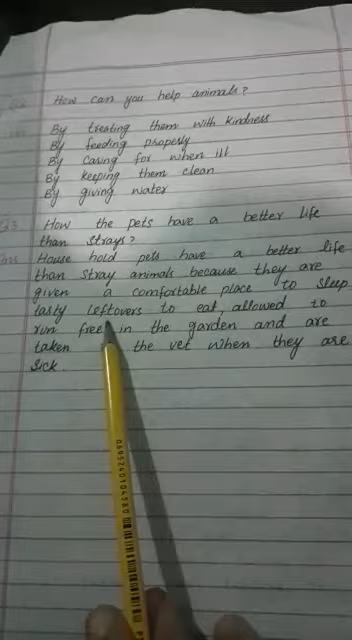 How can you help animals?
By treating them with kindness
By feeding properly
By caring for when ill
By keeping them clean
By giving water
Q3 How the pets have a better life
than strays?
Ans House hold pets have a better life
than stray animals because they are
given a comfortable place to sleep
tasty leftovers to eat, allowed to
run free in the garden and are
taken the vet when they are
sick.